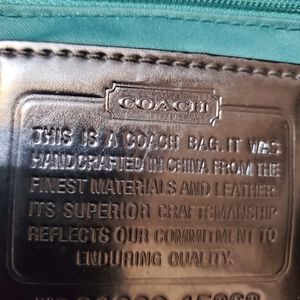 COACH
THIS IS A COACH BAG. IT WAS
HANDCRAFTED IN CHINA FROM THE
FINEST MATERIALS AND LEATHER.
ITS SUPERIOR CRAFTSMANSHIP
REFLECTS OUR COMMITMENT TO
ENDURING QUALITY.